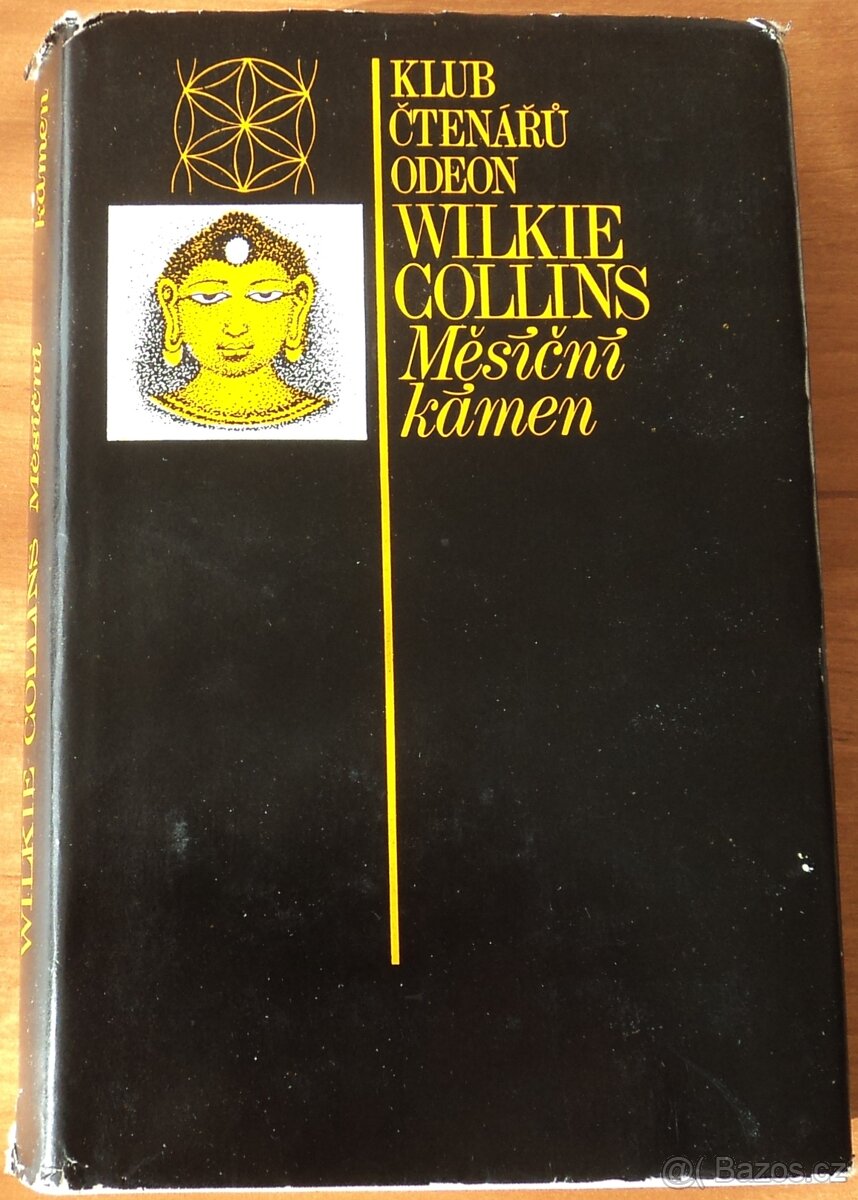 KLUB
ČTENÁŘŮ
ODEON
WILKIE
COLLINS
Měsíční
kámen
WILKIE COLLINS Měsíční kámen
@( Bazos.cz